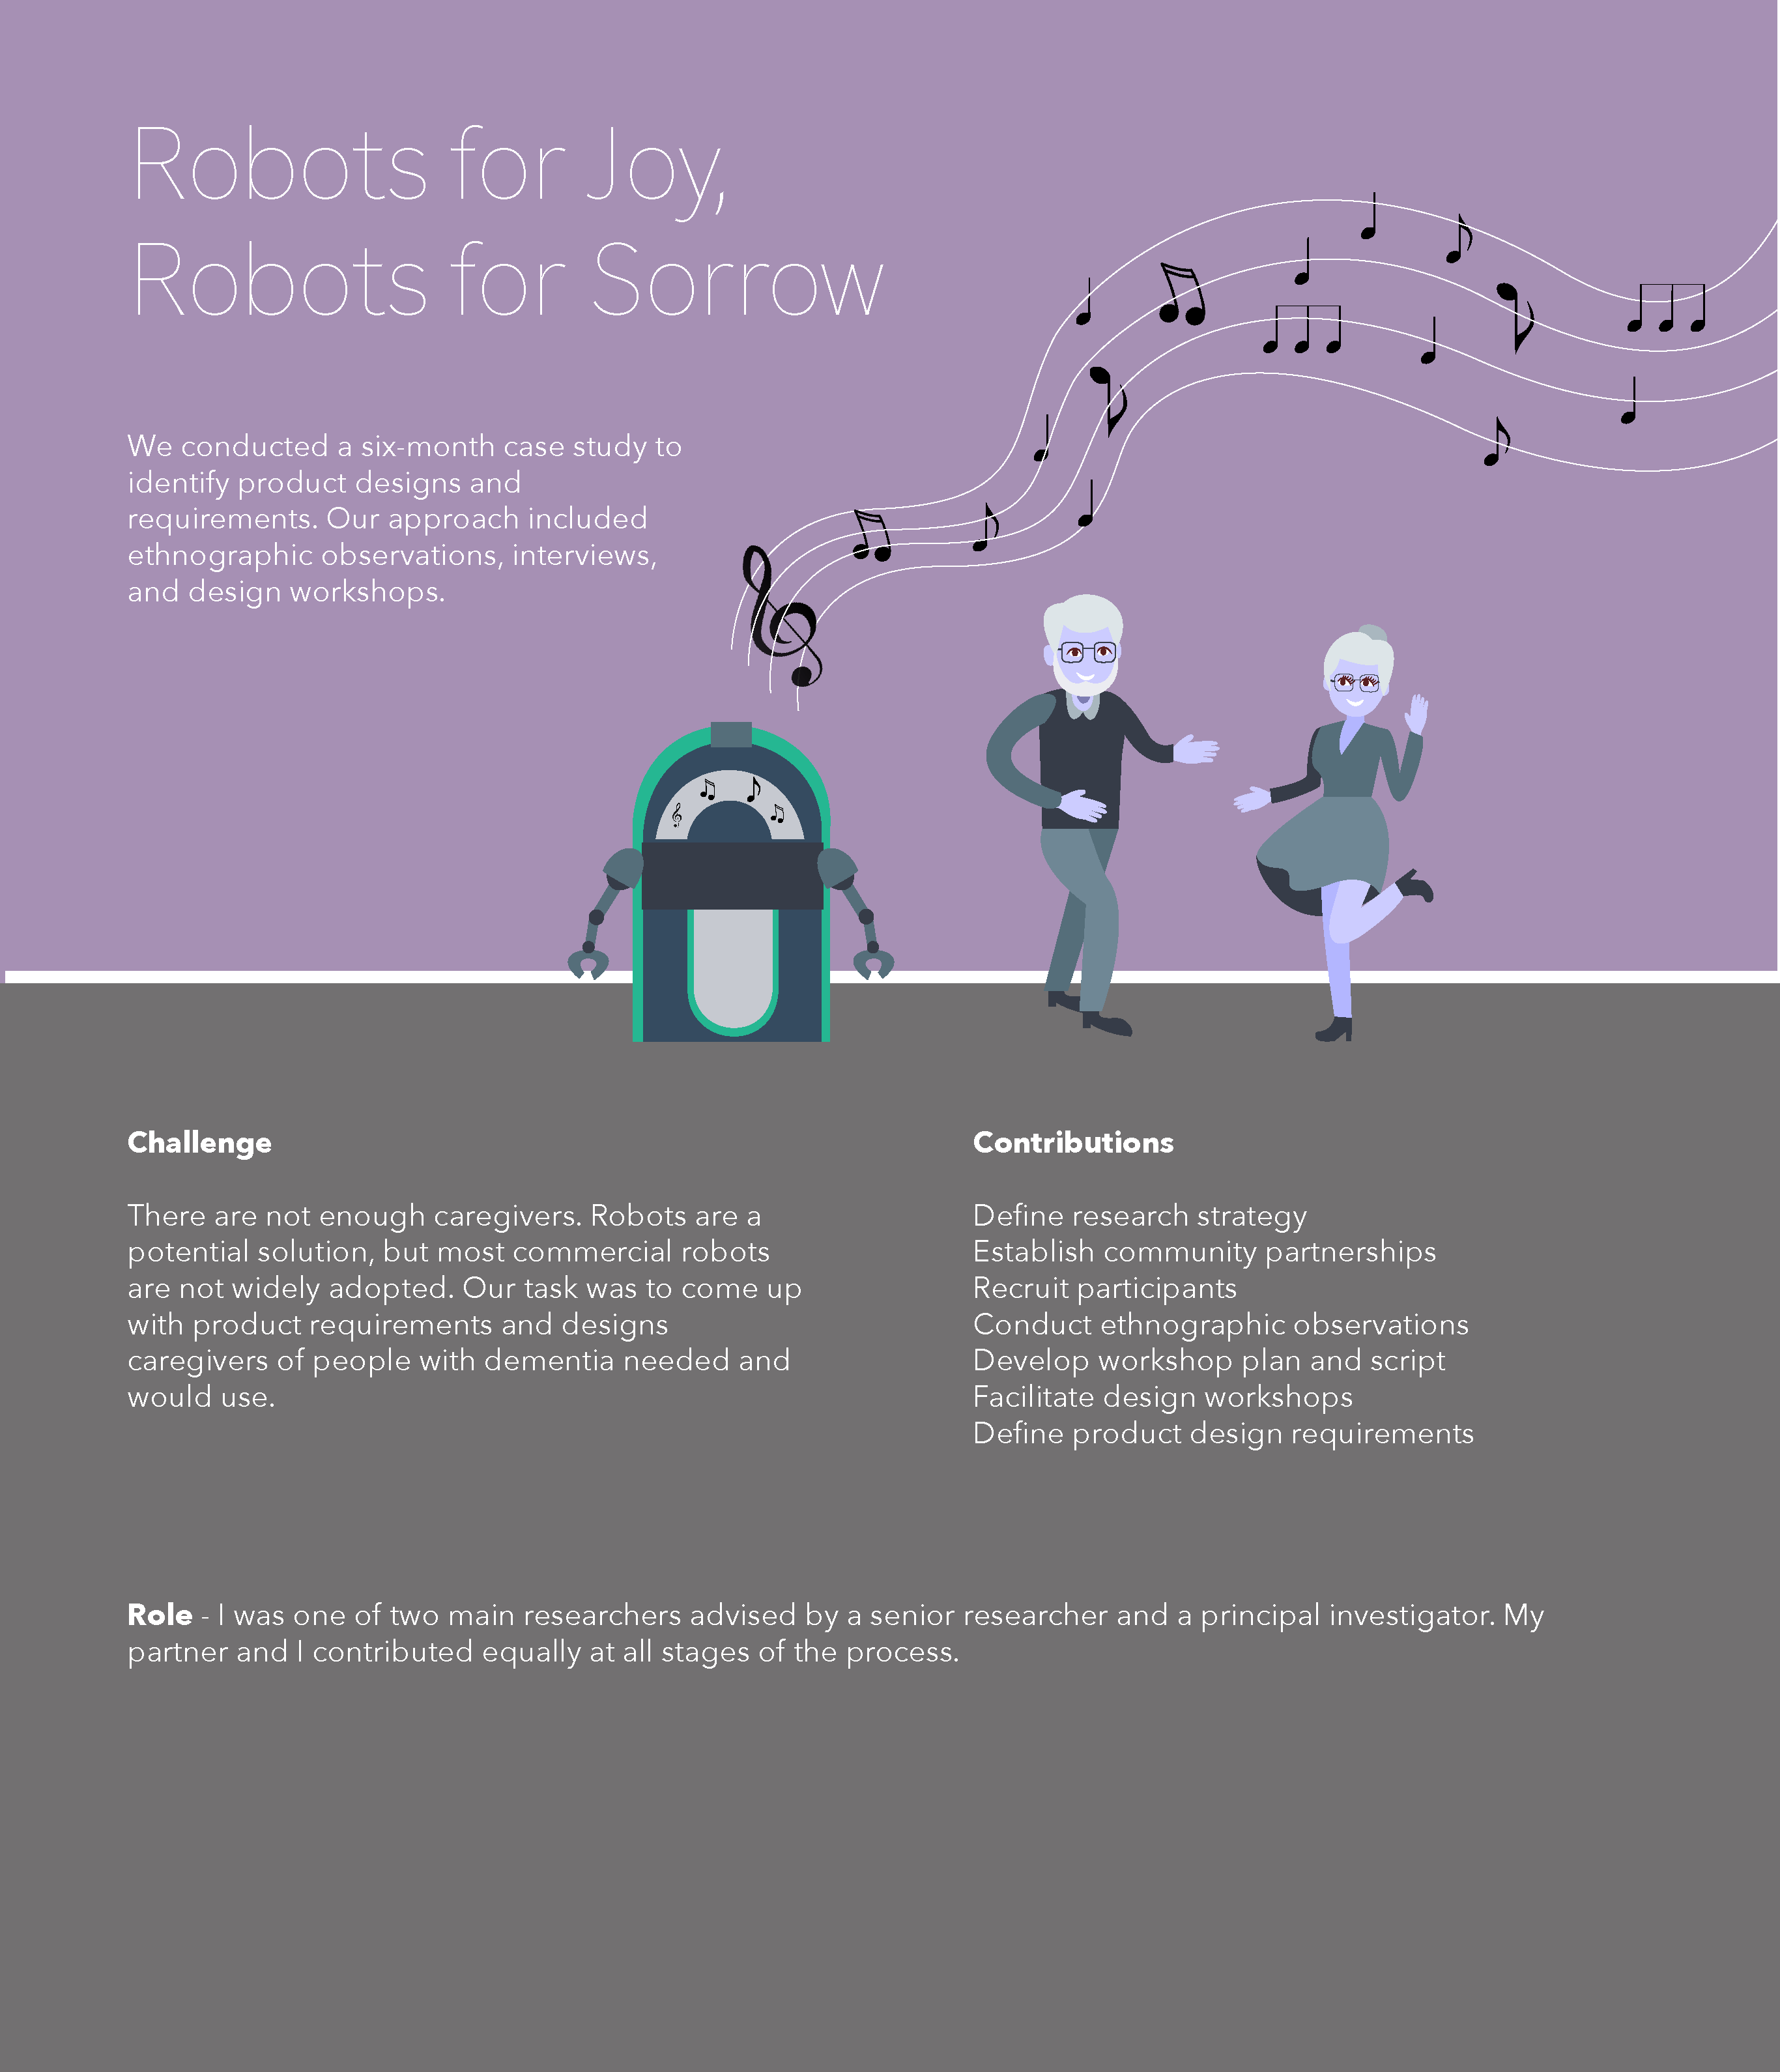 Robots for Joy,
Robots for Sorrow
We conducted a six-month case study to
identify product designs and
requirements. Our approach included
ethnographic observations, interviews,
and design workshops.
Challenge
There are not enough caregivers. Robots are a
potential solution, but most commercial robots
are not widely adopted. Our task was to come up
with product requirements and designs
caregivers of people with dementia needed and
would use.
Contributions
Define research strategy
Establish community partnerships
Recruit participants
Conduct ethnographic observations
Develop workshop plan and script
Facilitate design workshops
Define product design requirements
Role - I was one of two main researchers advised by a senior researcher and a principal investigator. My
partner and I contributed equally at all stages of the process.